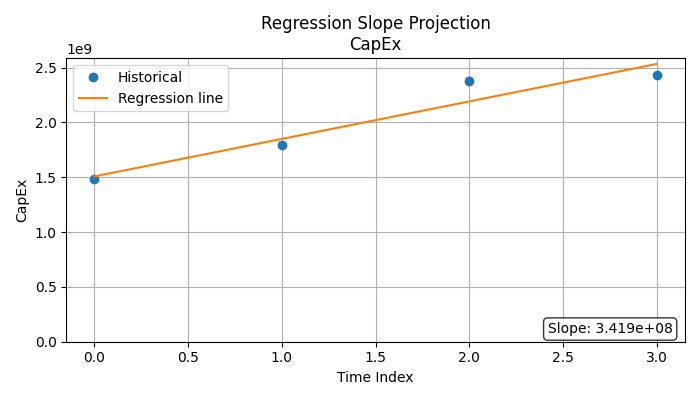 Regression Slope Projection
CapEx
1e9
Historical
Regression line
2.5
2.0
1.5
1.0
0.5
0.0
CapEx
Slope: 3.419e+08
0.0 0.5 1.0 1.5 2.0 2.5 3.0
Time Index